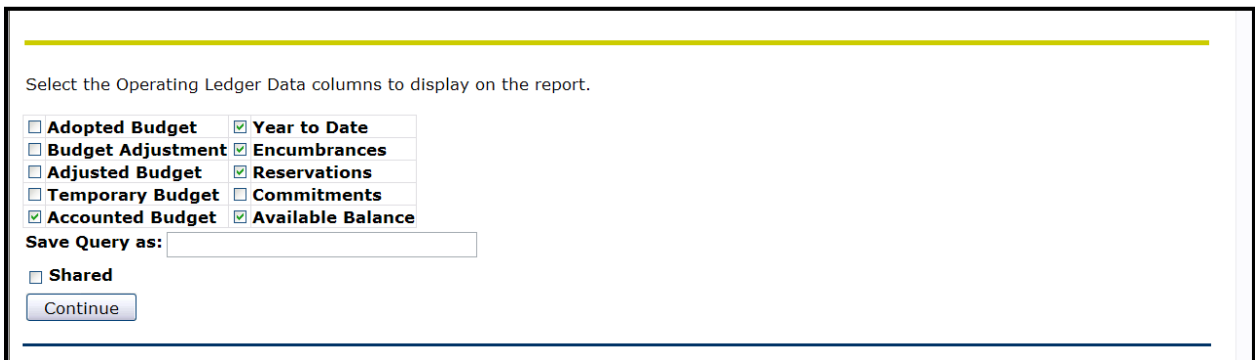 Select the Operating Ledger Data columns to display on the report.
Adopted Budget Year to Date
Budget Adjustment Encumbrances
Adjusted Budget Reservations
Temporary Budget Commitments
Accounted Budget Available Balance
Save Query as:
Shared
Continue